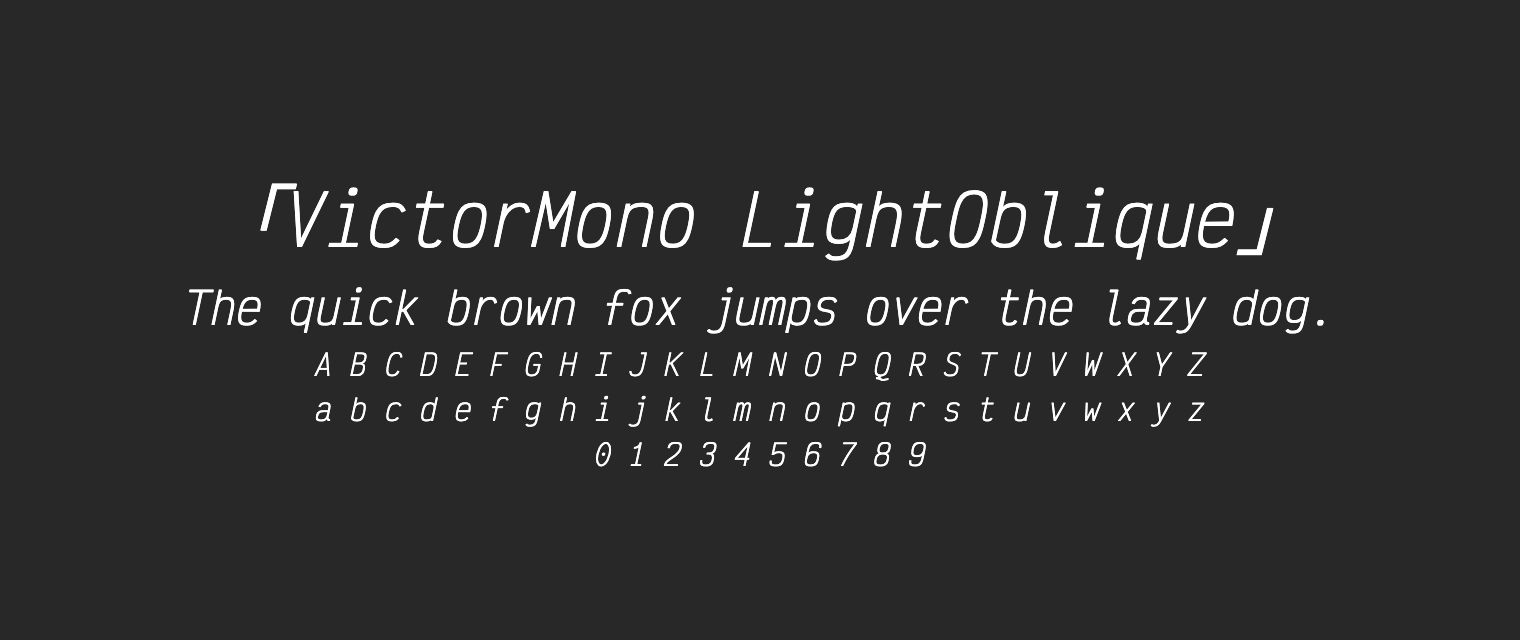 「VictorMono LightOblique」
The quick brown fox jumps over the lazy dog.
A B C D E F G H I J K L M N O P Q R S T U V W X Y Z
a b c d e f g h i j k l m n o p q r s t u v w x y z
0 1 2 3 4 5 6 7 8 9